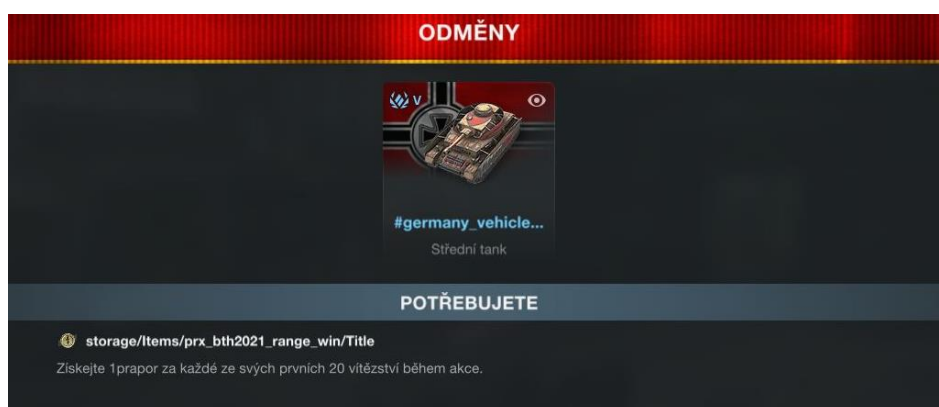 ODMĚNY
V
#germany_vehicle...
Střední tank
POTŘEBUJETE
storage/Items/prx_bth2021_range_win/Title
Získejte 1prapor za každé ze svých prvních 20 vítězství během akce.